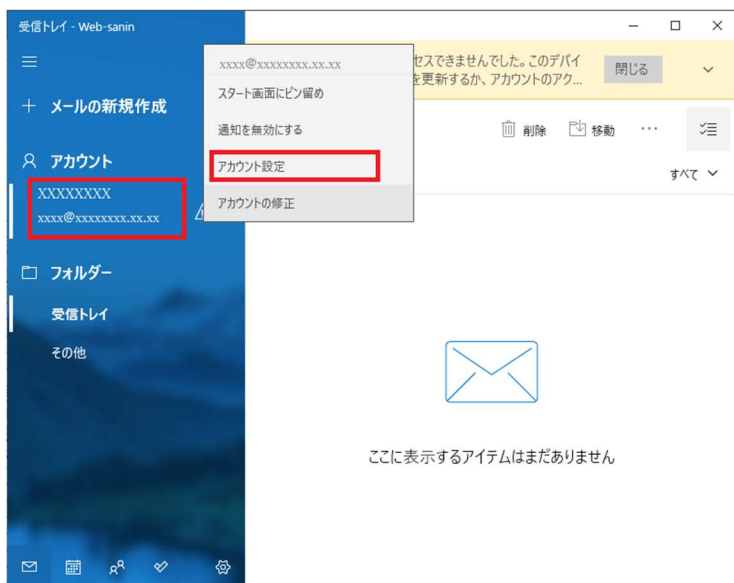 受信トレイ - Web-sanin
メールの新規作成
アカウント
XXXXXXXX
xxxx@xxxxxxxx.xx.xx
フォルダー
受信トレイ
その他
xxxx@xxxxxxxx.xx.xx
スタート画面にピン留め
通知を無効にする
アカウント設定
アカウントの修正
セスできませんでした。このデバイ
を更新するか、アカウントのアク...
閉じる
削除
移動
すべて
ここに表示するアイテムはまだありません